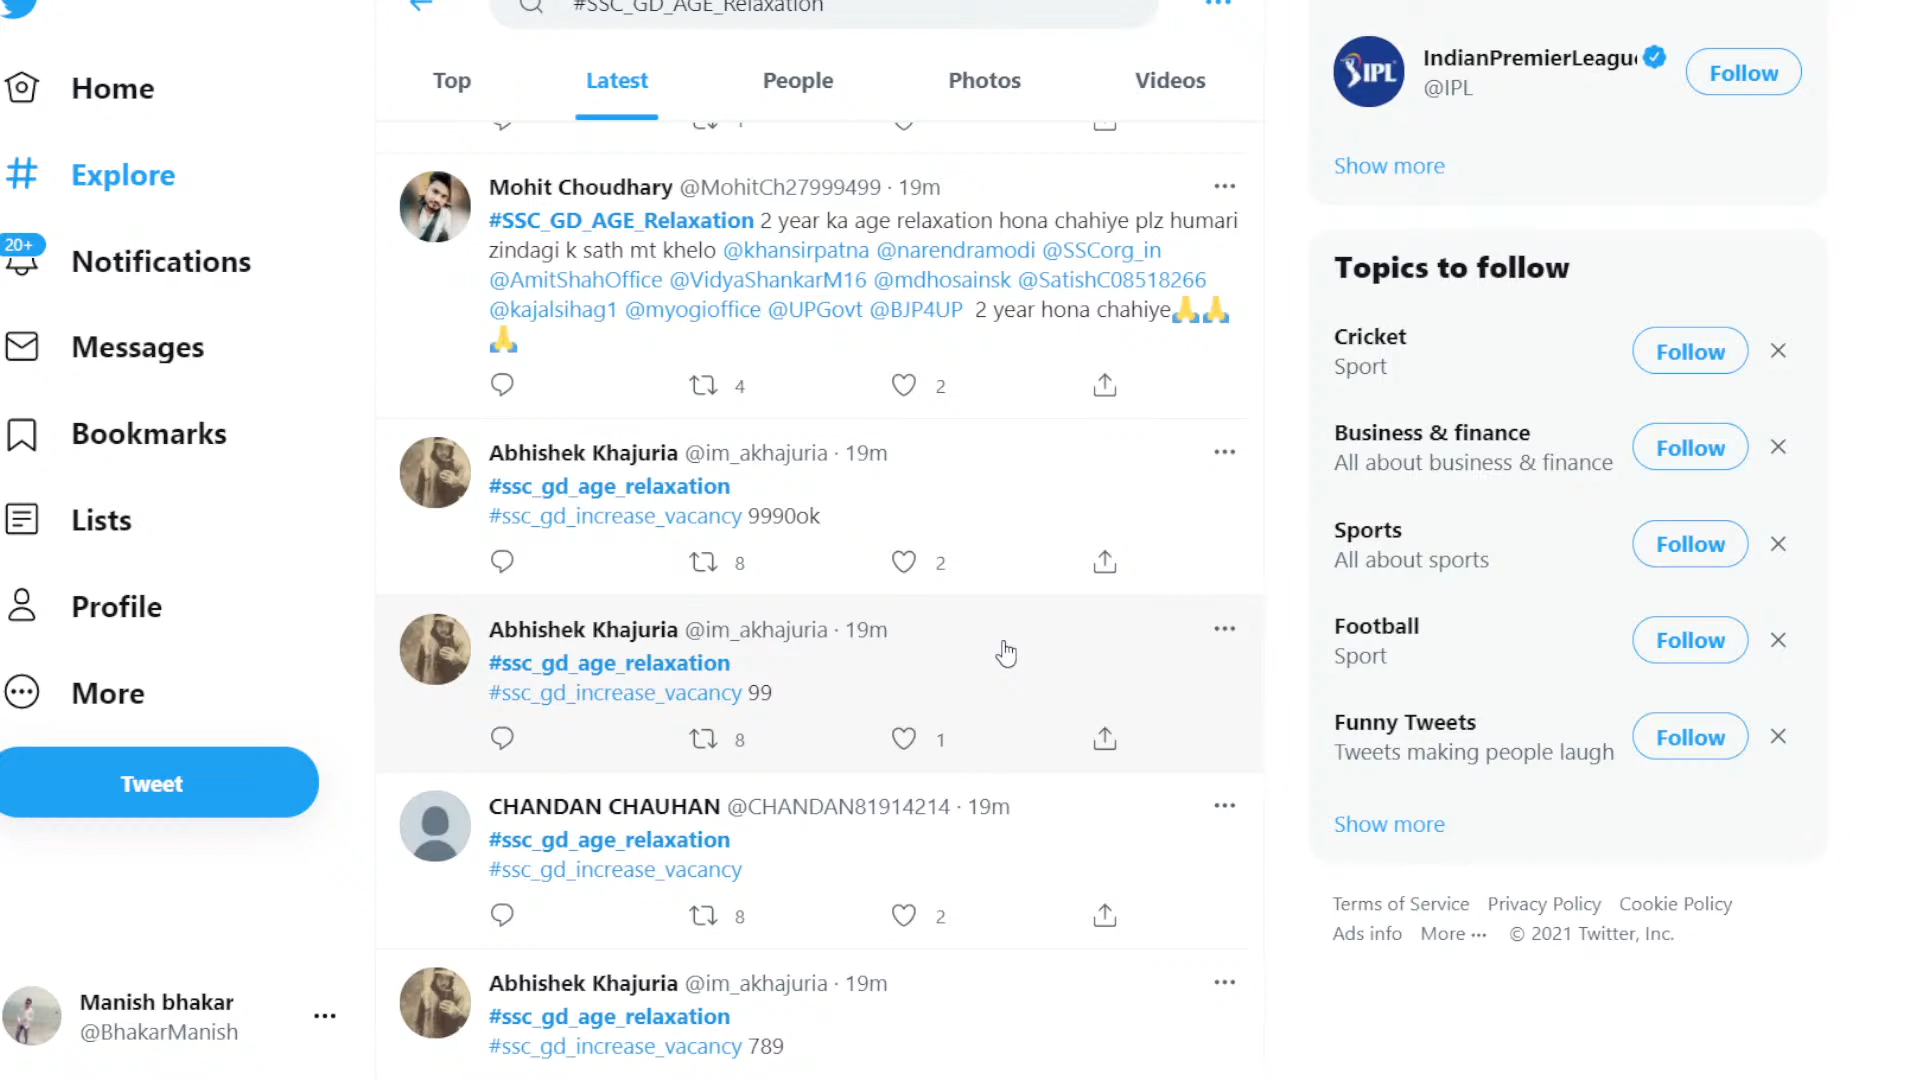 #SSC_GD_AGE_Relaxation
Home
Explore
20+
Notifications
Messages
Bookmarks
Lists
Profile
More
Tweet
Manish bhakar
@BhakarManish
Top
Latest
People
Photos
Videos
Mohit Choudhary @MohitCh27999499 · 19m
#SSC_GD_AGE_Relaxation 2 year ka age relaxation hona chahiye plz humari
zindagi k sath mt khelo @khansirpatna @narendramodi @SSCorg_in
@AmitShahOffice @VidyaShankarM16 @mdhosainsk @SatishC08518266
@kajalsihag1 @myogioffice @UPGovt @BJP4UP 2 year hona chahiye🙏🙏
🙏
4
2
Abhishek Khajuria @im_akhajuria · 19m
#ssc_gd_age_relaxation
#ssc_gd_increase_vacancy 9990ok
8
2
Abhishek Khajuria @im_akhajuria · 19m
#ssc_gd_age_relaxation
#ssc_gd_increase_vacancy 99
8
1
CHANDAN CHAUHAN @CHANDAN81914214 · 19m
#ssc_gd_age_relaxation
#ssc_gd_increase_vacancy
8
2
Abhishek Khajuria @im_akhajuria · 19m
#ssc_gd_age_relaxation
#ssc_gd_increase_vacancy 789
IPL
IndianPremierLeagu
@IPL
Follow
Show more
Topics to follow
Cricket
Sport
Follow
Business & finance
All about business & finance
Follow
Sports
All about sports
Follow
Football
Sport
Follow
Funny Tweets
Tweets making people laugh
Follow
Show more
Terms of Service Privacy Policy Cookie Policy
Ads info More ··· © 2021 Twitter, Inc.